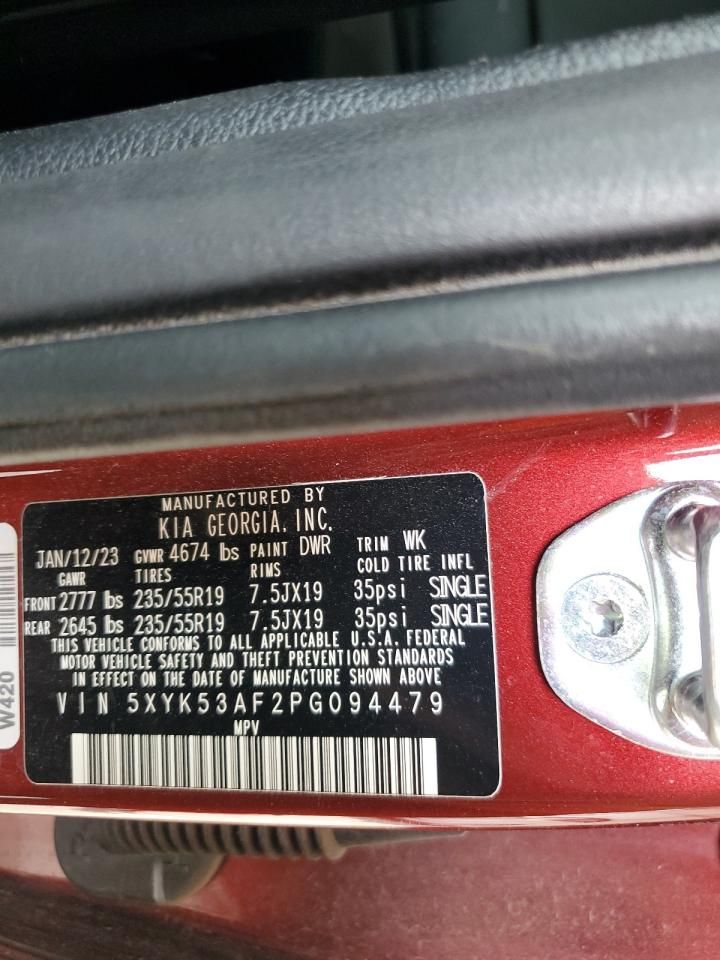 MANUFACTURED BY
KIA GEORGIA, INC.
JAN/12/23 GVWR 4674 lbs PAINT DWR TRIM WK
GAWR TIRES RIMS COLD TIRE INFL
FRONT 2777 lbs 235/55R19 7.5JX19 35psi SINGLE
REAR 2645 lbs 235/55R19 7.5JX19 35psi SINGLE
THIS VEHICLE CONFORMS TO ALL APPLICABLE U.S.A. FEDERAL
MOTOR VEHICLE SAFETY AND THEFT PREVENTION STANDARDS
IN EFFECT ON THE DATE OF MANUFACTURE SHOWN ABOVE
VIN 5XYK53AF2PG094479
MPV
W420